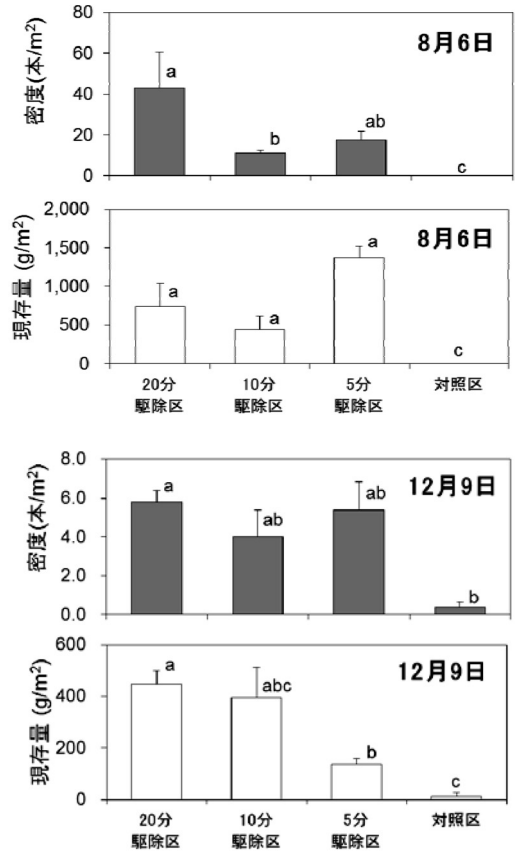 80
60
40
20
0
密度(本/m²)
8月6日
a
b
ab
c
2,000
1,500
1,000
500
0
現存量 (g/m²)
8月6日
a
a
a
c
20分 10分 5分 対照区
駆除区 駆除区 駆除区
8.0
6.0
4.0
2.0
0.0
密度(本/m²)
12月9日
a
ab
ab
b
600
400
200
0
現存量 (g/m²)
12月9日
a
abc
b
c
20分 10分 5分 対照区
駆除区 駆除区 駆除区